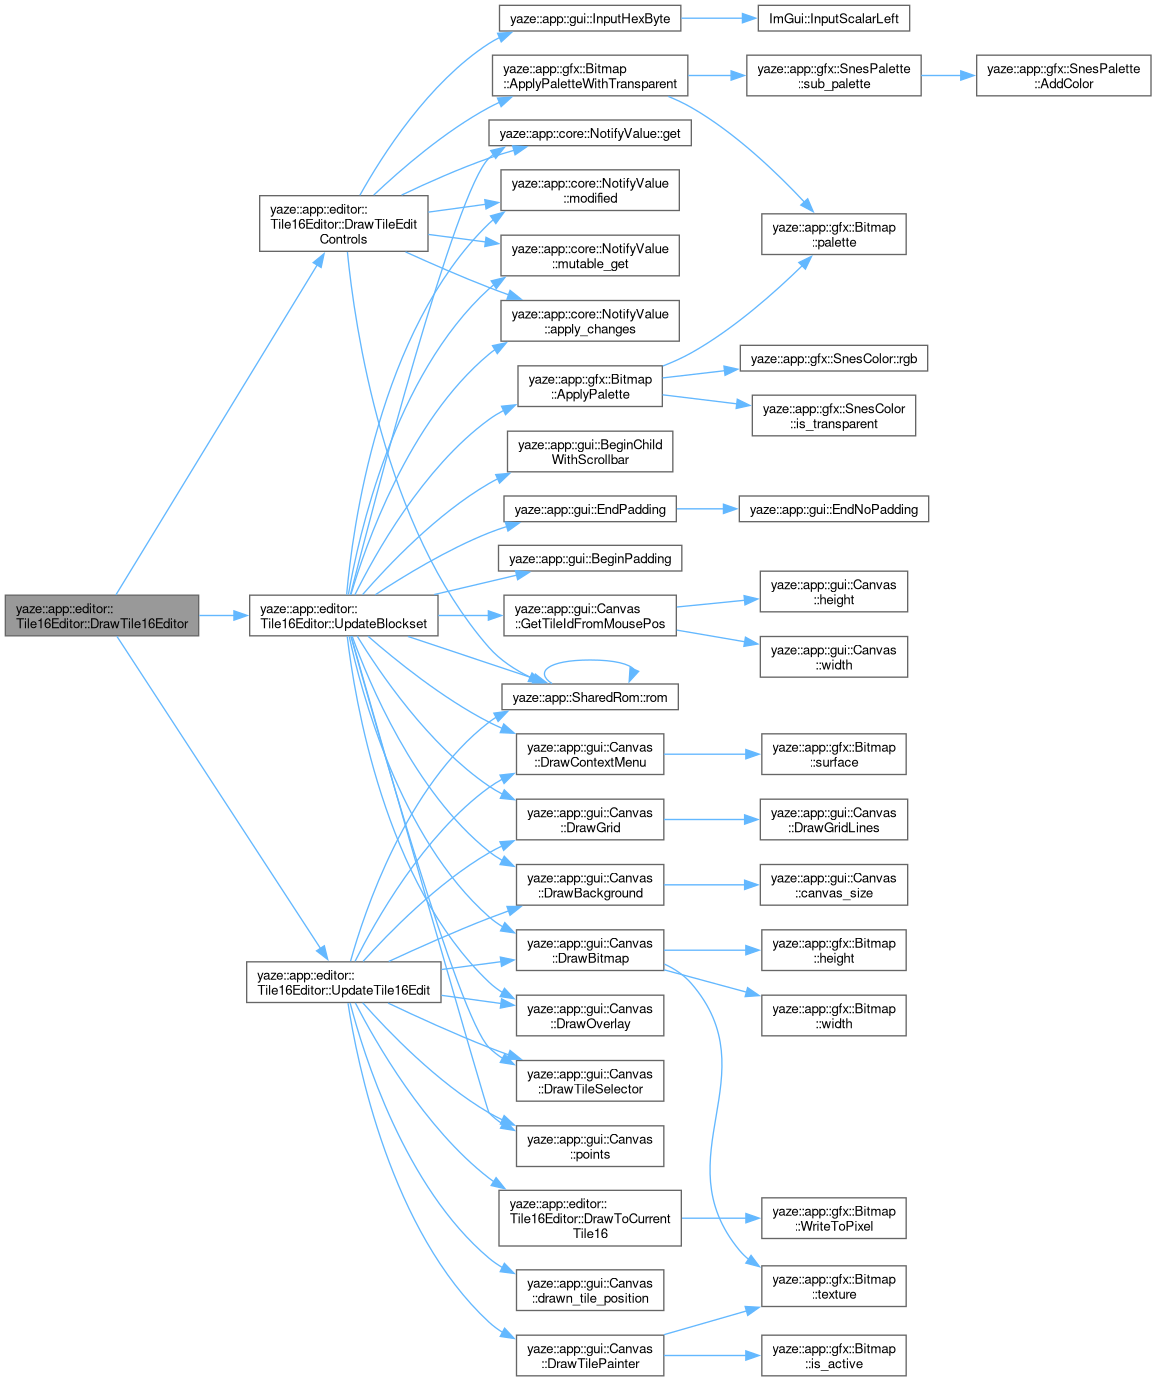 yaze::app::editor::
Tile16Editor::DrawTile16Editor
yaze::app::editor::
Tile16Editor::DrawTileEdit
Controls
yaze::app::editor::
Tile16Editor::UpdateBlockset
yaze::app::editor::
Tile16Editor::UpdateTile16Edit
yaze::app::gui::InputHexByte
yaze::app::gfx::Bitmap
::ApplyPaletteWithTransparent
yaze::app::core::NotifyValue::get
yaze::app::core::NotifyValue
::modified
yaze::app::core::NotifyValue
::mutable_get
yaze::app::core::NotifyValue
::apply_changes
yaze::app::gfx::Bitmap
::ApplyPalette
yaze::app::gui::BeginChild
WithScrollbar
yaze::app::gui::EndPadding
yaze::app::gui::BeginPadding
yaze::app::gui::Canvas
::GetTileIdFromMousePos
yaze::app::SharedRom::rom
yaze::app::gui::Canvas
::DrawContextMenu
yaze::app::gui::Canvas
::DrawGrid
yaze::app::gui::Canvas
::DrawBackground
yaze::app::gui::Canvas
::DrawBitmap
yaze::app::gui::Canvas
::DrawOverlay
yaze::app::gui::Canvas
::DrawTileSelector
yaze::app::gui::Canvas
::points
yaze::app::editor::
Tile16Editor::DrawToCurrent
Tile16
yaze::app::gui::Canvas
::drawn_tile_position
yaze::app::gui::Canvas
::DrawTilePainter
ImGui::InputScalarLeft
yaze::app::gfx::SnesPalette
::sub_palette
yaze::app::gfx::Bitmap
::palette
yaze::app::gfx::SnesColor::rgb
yaze::app::gfx::SnesColor
::is_transparent
yaze::app::gui::EndNoPadding
yaze::app::gui::Canvas
::height
yaze::app::gui::Canvas
::width
yaze::app::gfx::Bitmap
::surface
yaze::app::gui::Canvas
::DrawGridLines
yaze::app::gui::Canvas
::canvas_size
yaze::app::gfx::Bitmap
::height
yaze::app::gfx::Bitmap
::width
yaze::app::gfx::Bitmap
::WriteToPixel
yaze::app::gfx::Bitmap
::texture
yaze::app::gfx::Bitmap
::is_active
yaze::app::gfx::SnesPalette
::AddColor